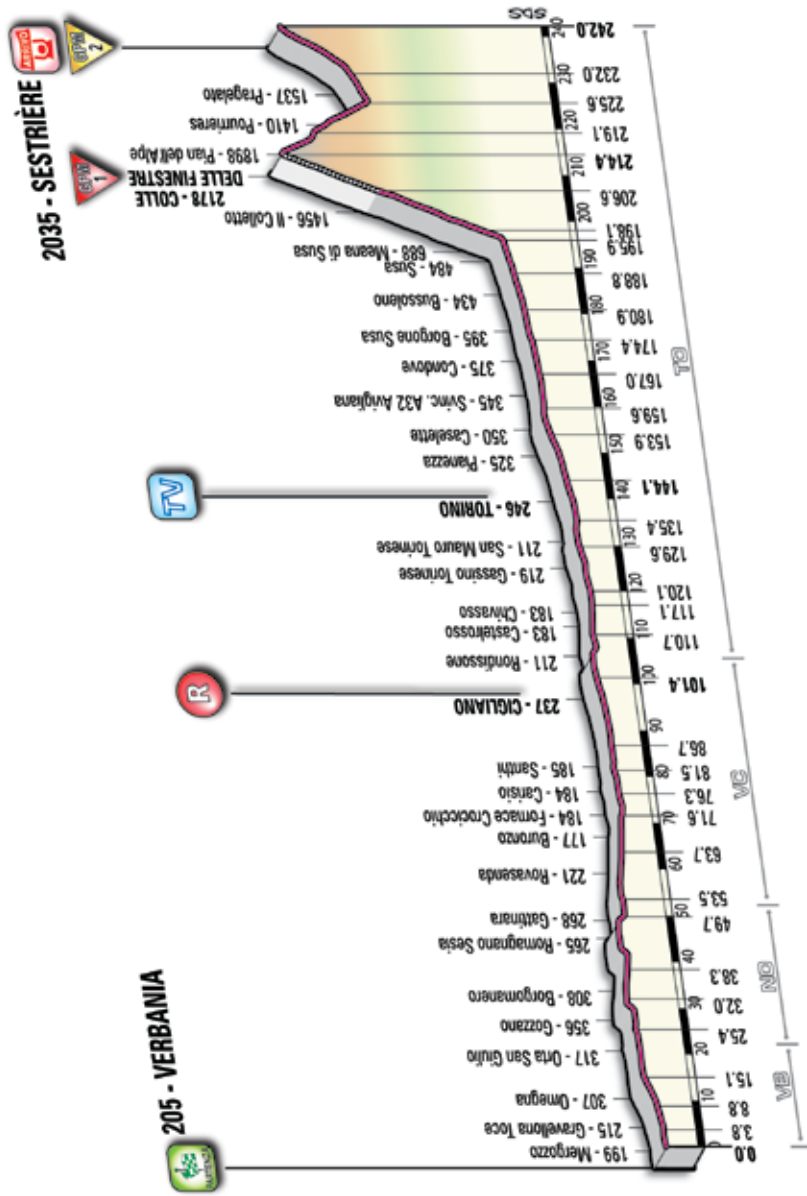 PARTENZA
205 - VERBANIA
199 - Mergozzo
215 - Gravellona Toce
307 - Omegna
317 - Orta San Giulio
356 - Gozzano
308 - Borgomanero
265 - Romagnano Sesia
268 - Gattinara
221 - Rovasenda
177 - Buronzo
184 - Fornace Crocicchio
184 - Carisio
185 - Santhi
R
237 - CIGLIANO
211 - Rondissone
183 - Castelrosso
183 - Chivasso
219 - Gassino Torinese
211 - San Mauro Torinese
TV
246 - TORINO
325 - Pianezza
350 - Caselette
345 - Svinc. A32 Avigliana
375 - Condove
395 - Borgone Susa
434 - Bussoleno
484 - Susa
688 - Meana di Susa
1456 - Il Colletto
GPM
1
2178 - COLLE
DELLE FINESTRE
1898 - Pian dell'Alpe
1410 - Pourrieres
1537 - Pragelato
GPM
2
ARRIVO
2035 - SESTRIÈRE
SDS
10
20
30
40
50
60
70
80
90
100
110
120
130
140
150
160
170
180
190
200
210
220
230
240
0.0
3.8
8.8
15.1
25.4
32.0
38.3
49.7
53.5
63.7
71.6
76.3
81.5
86.7
101.4
110.7
117.1
120.1
129.6
135.4
144.1
153.9
159.6
167.0
174.4
180.9
188.8
195.9
198.1
206.6
214.4
219.1
225.6
232.0
242.0
VB
NO
VC
TO